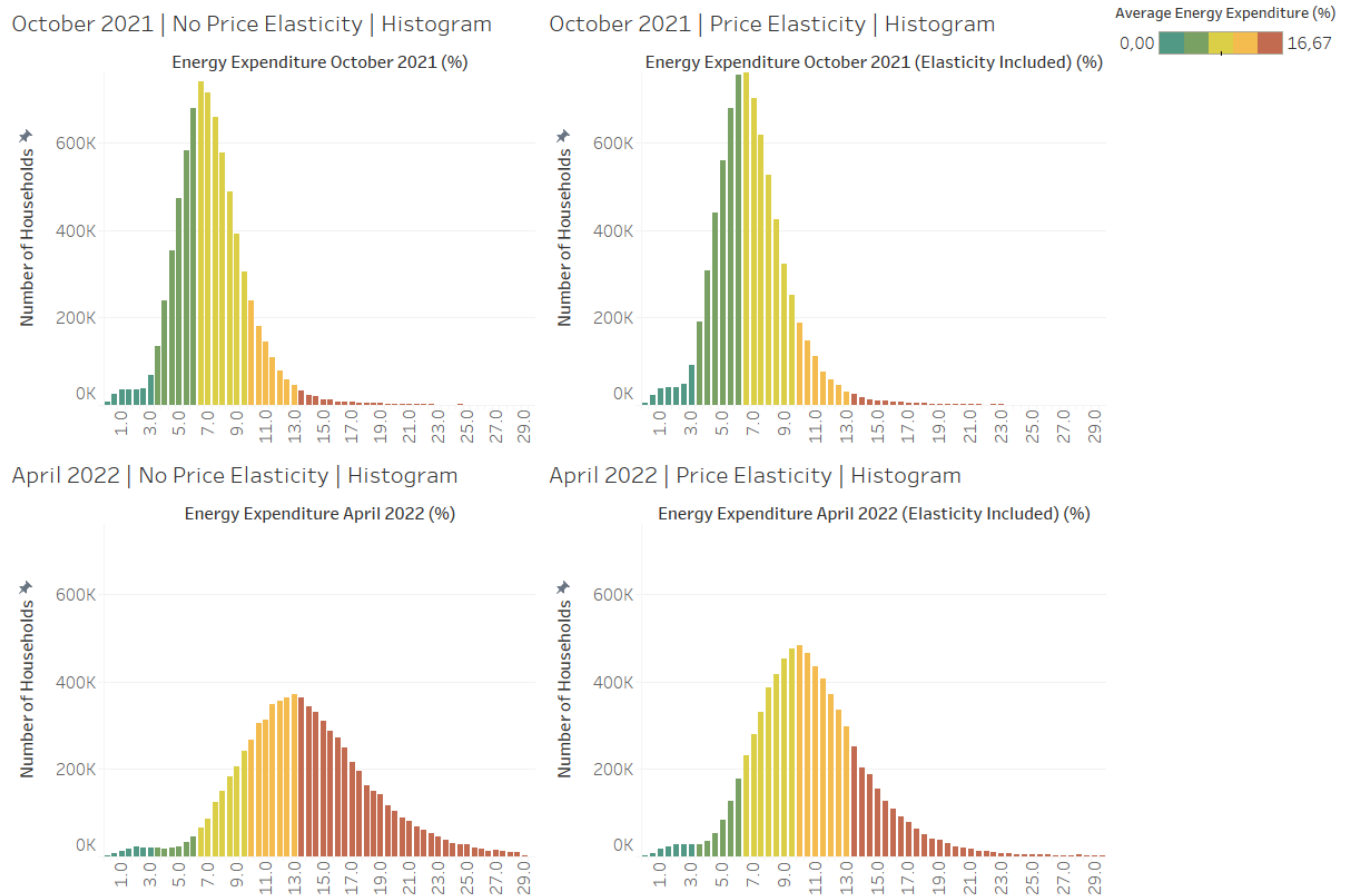 October 2021 | No Price Elasticity | Histogram
October 2021 | Price Elasticity | Histogram
Average Energy Expenditure (%)
0,00
16,67
Energy Expenditure October 2021 (%)
Number of Households
600K
400K
200K
0K
1.0 3.0 5.0 7.0 9.0 11.0 13.0 15.0 17.0 19.0 21.0 23.0 25.0 27.0 29.0
Energy Expenditure October 2021 (Elasticity Included) (%)
Number of Households
600K
400K
200K
0K
1.0 3.0 5.0 7.0 9.0 11.0 13.0 15.0 17.0 19.0 21.0 23.0 25.0 27.0 29.0
April 2022 | No Price Elasticity | Histogram
April 2022 | Price Elasticity | Histogram
Energy Expenditure April 2022 (%)
Number of Households
600K
400K
200K
0K
1.0 3.0 5.0 7.0 9.0 11.0 13.0 15.0 17.0 19.0 21.0 23.0 25.0 27.0 29.0
Energy Expenditure April 2022 (Elasticity Included) (%)
Number of Households
600K
400K
200K
0K
1.0 3.0 5.0 7.0 9.0 11.0 13.0 15.0 17.0 19.0 21.0 23.0 25.0 27.0 29.0